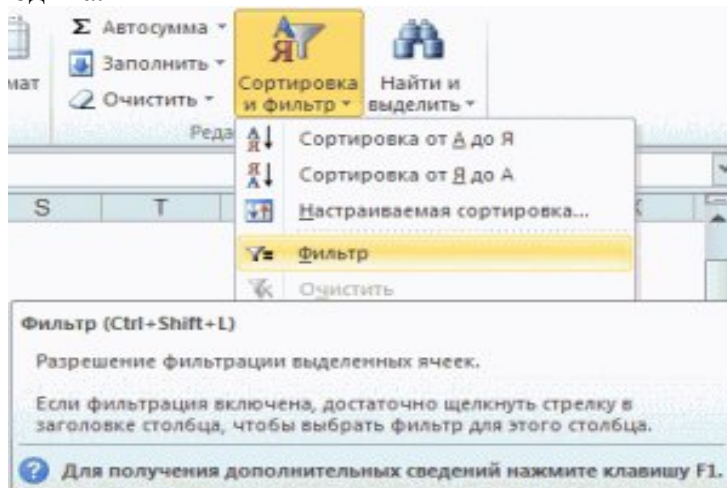 Σ Автосумма
Заполнить
Очистить
мат
Сортировка
и фильтр
Найти и
выделить
Реда
Сортировка от А до Я
Сортировка от Я до А
Настраиваемая сортировка...
S T
Фильтр
Очистить
Фильтр (Ctrl+Shift+L)
Разрешение фильтрации выделенных ячеек.
Если фильтрация включена, достаточно щелкнуть стрелку в
заголовке столбца, чтобы выбрать фильтр для этого столбца.
Для получения дополнительных сведений нажмите клавишу F1.